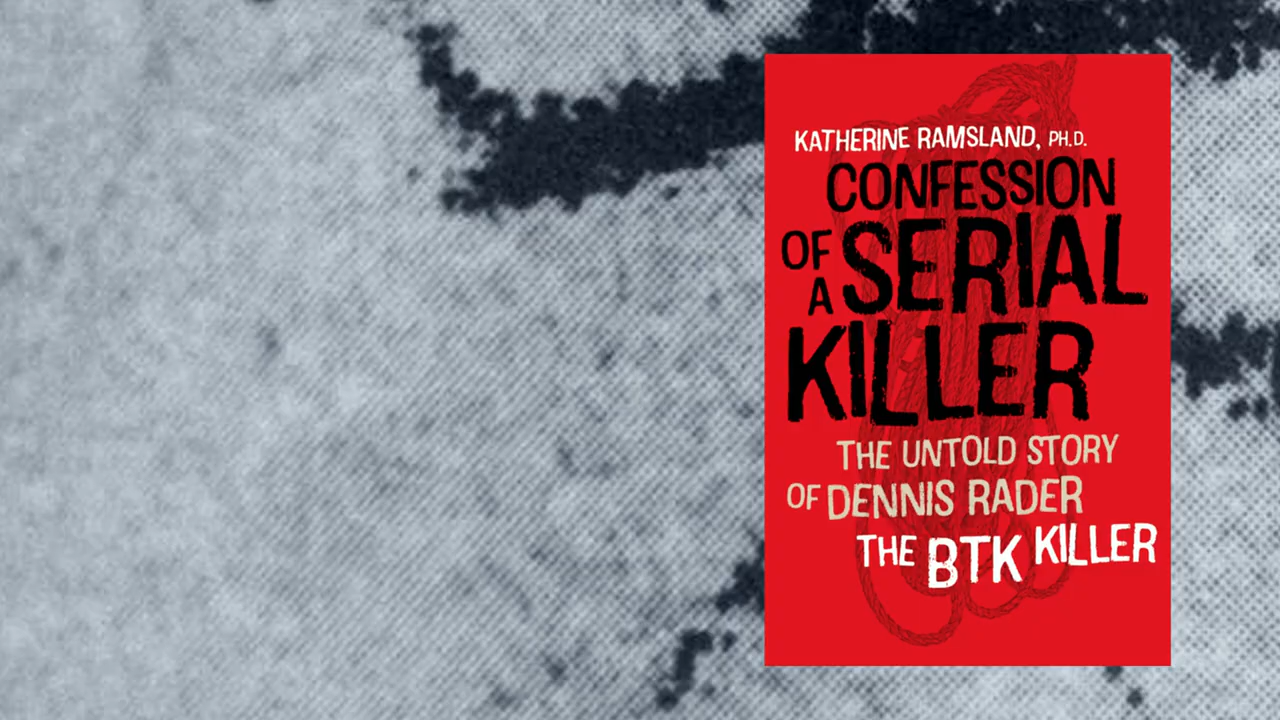 KATHERINE RAMSLAND, PH.D.
CONFESSION
OF A SERIAL
KILLER
THE UNTOLD STORY
OF DENNIS RADER
THE BTK KILLER